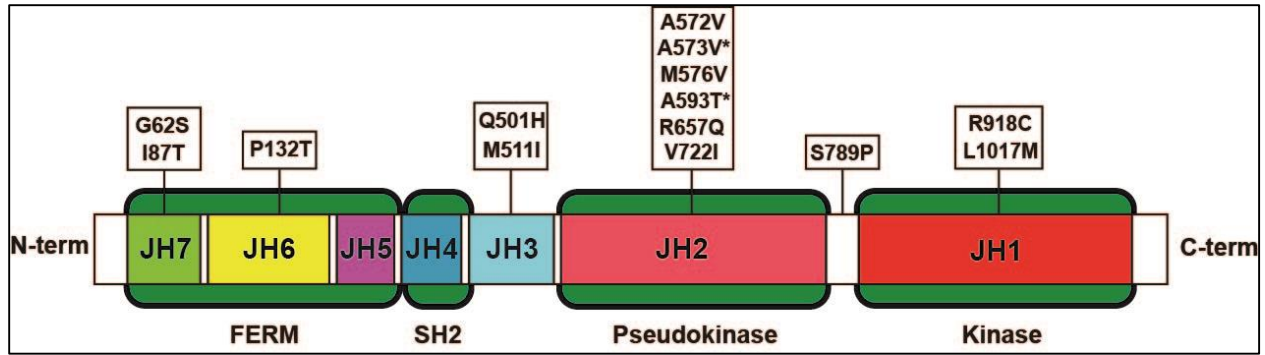 A572V
A573V*
M576V
A593T*
R657Q
V722I
G62S
I87T
P132T
Q501H
M511I
S789P
R918C
L1017M
N-term
JH7
JH6
JH5
JH4
JH3
JH2
JH1
C-term
FERM
SH2
Pseudokinase
Kinase